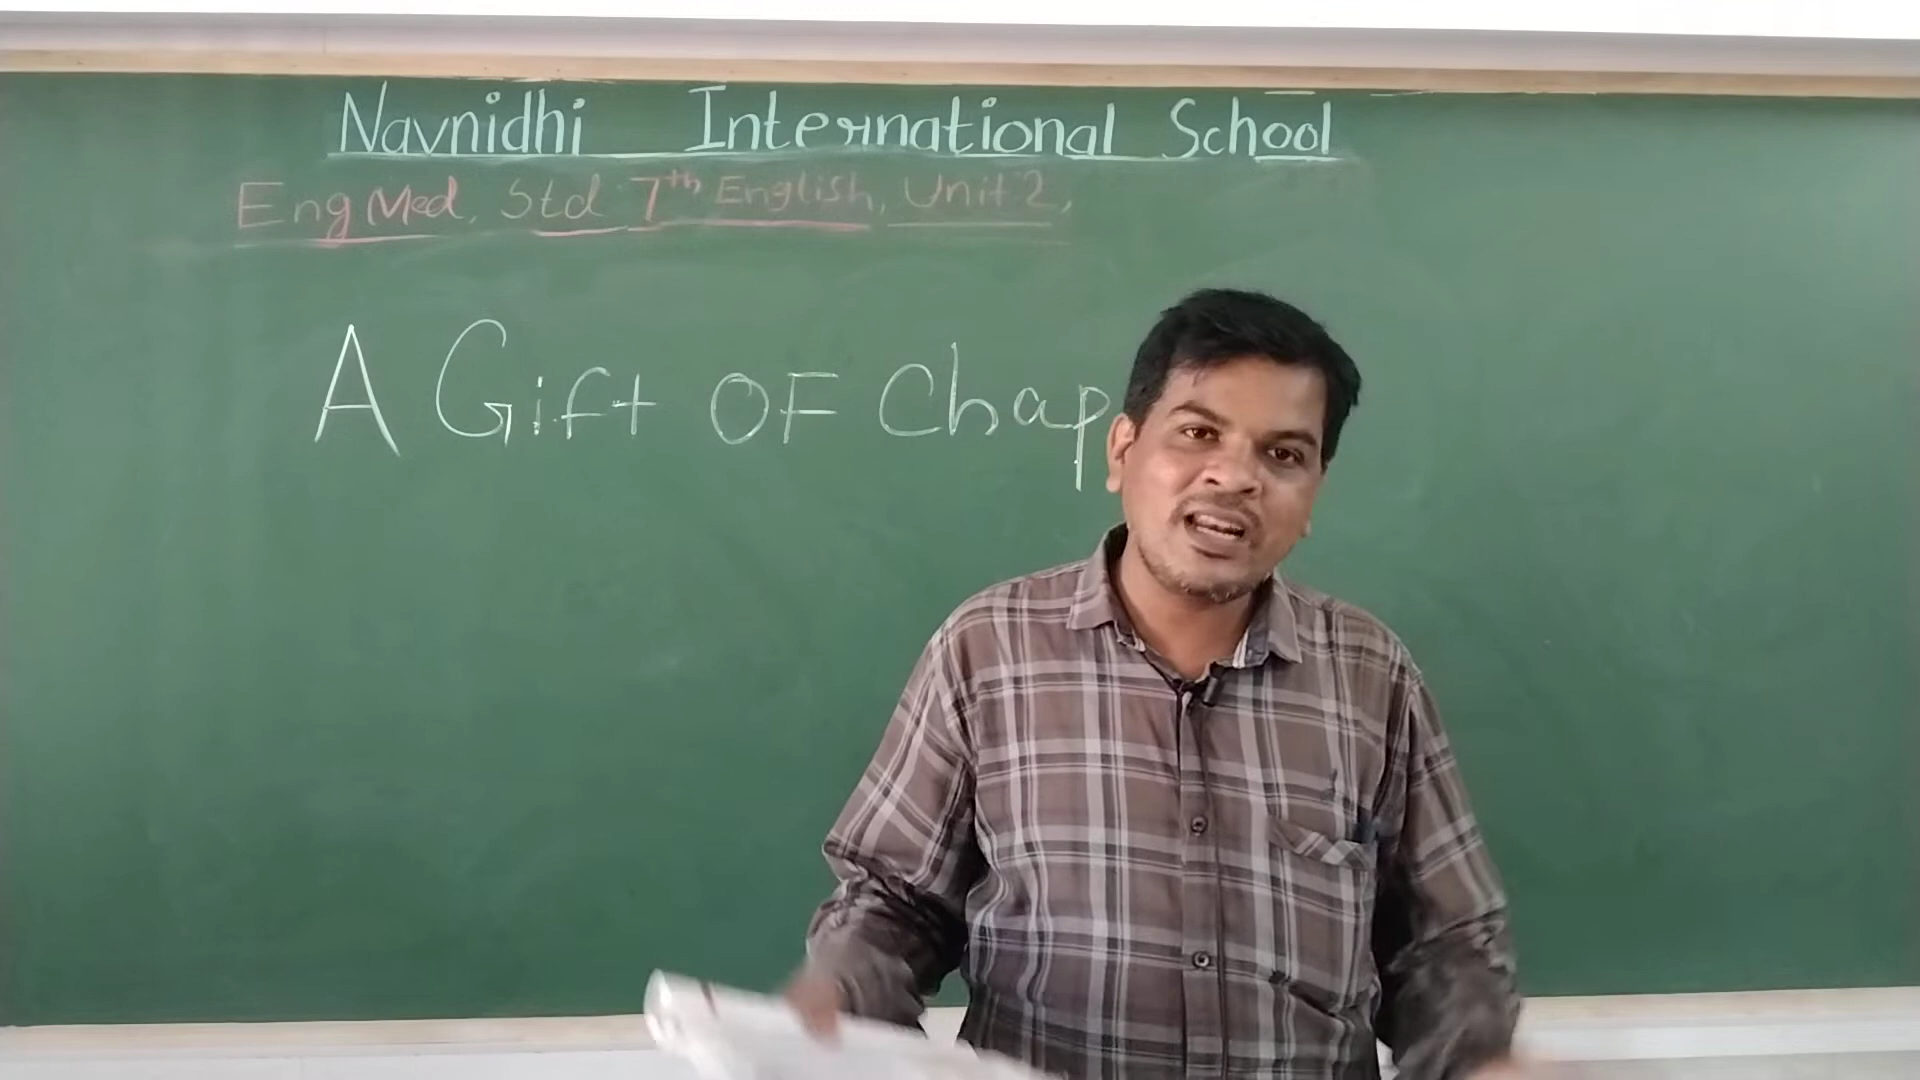 Navnidhi International School
Eng Med, Std 7th English, Unit 2,
A Gift OF Chap